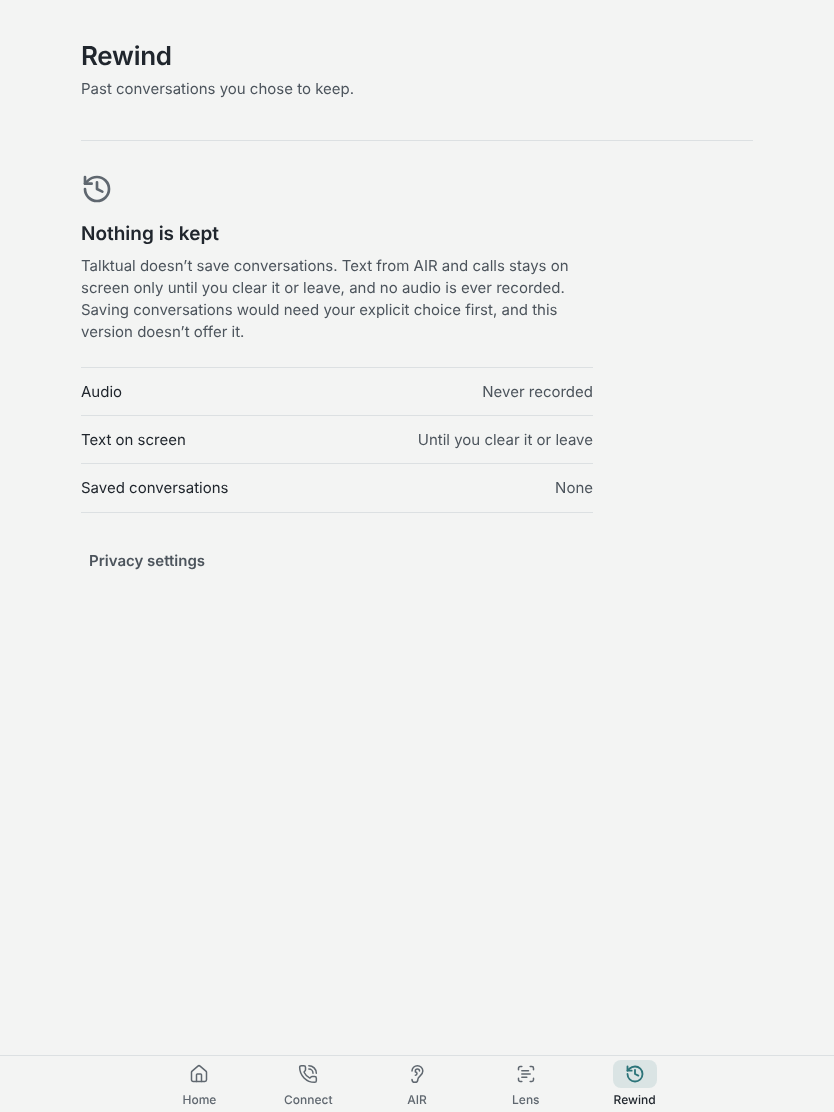 Rewind
Past conversations you chose to keep.
Nothing is kept
Talktual doesn’t save conversations. Text from AIR and calls stays on
screen only until you clear it or leave, and no audio is ever recorded.
Saving conversations would need your explicit choice first, and this
version doesn’t offer it.
Audio Never recorded
Text on screen Until you clear it or leave
Saved conversations None
Privacy settings
Home Connect AIR Lens Rewind